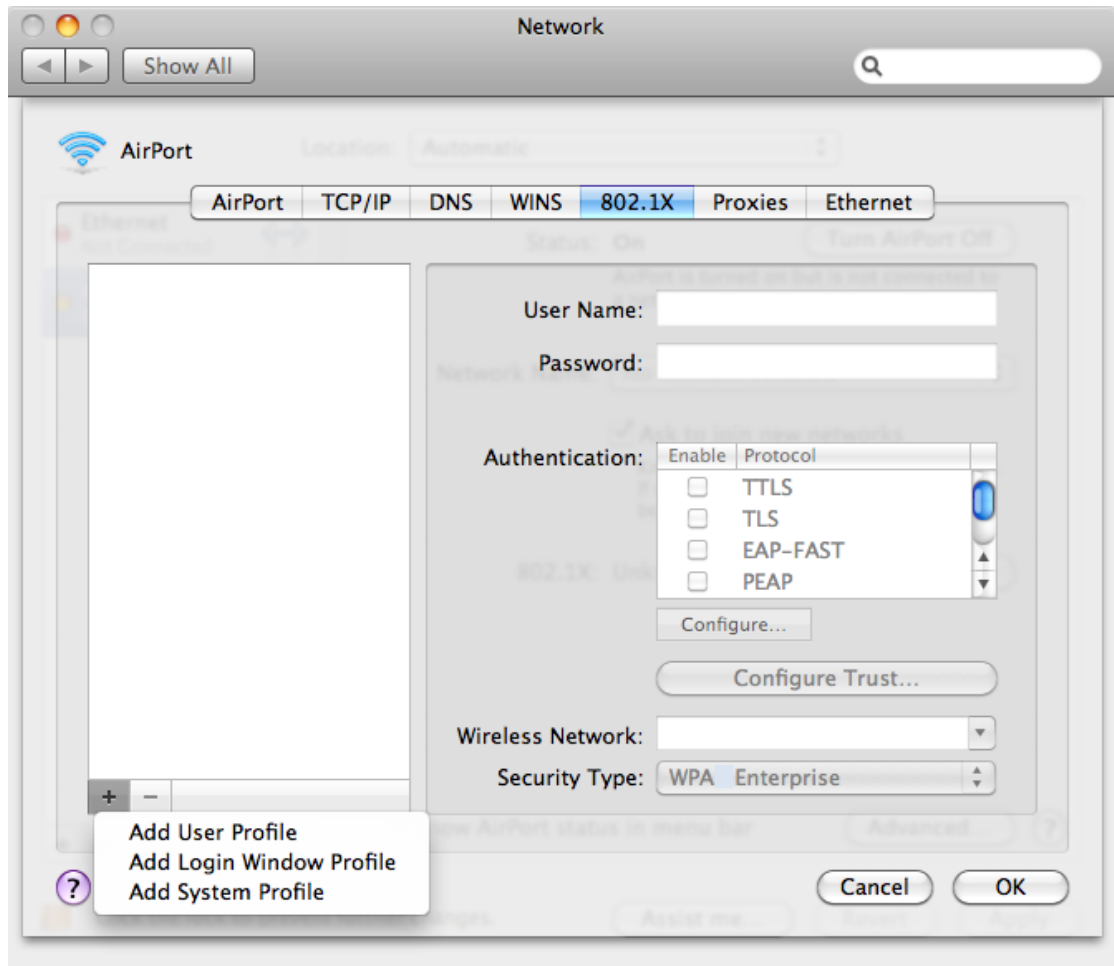 Network
Show All
AirPort
Location: Automatic
AirPort TCP/IP DNS WINS 802.1X Proxies Ethernet
Ethernet
Not Connected
Status: On
Turn AirPort Off
AirPort is turned on but is not connected to
User Name:
Password:
Network Name:
Ask to join new networks
Authentication:
Enable Protocol
TTLS
TLS
EAP-FAST
PEAP
802.1X:
Configure...
Configure Trust...
Wireless Network:
Security Type: WPA Enterprise
+ −
Add User Profile
Add Login Window Profile
Add System Profile
AirPort status in menu bar
Advanced... ?
? Cancel OK
Assist me... Revert Apply